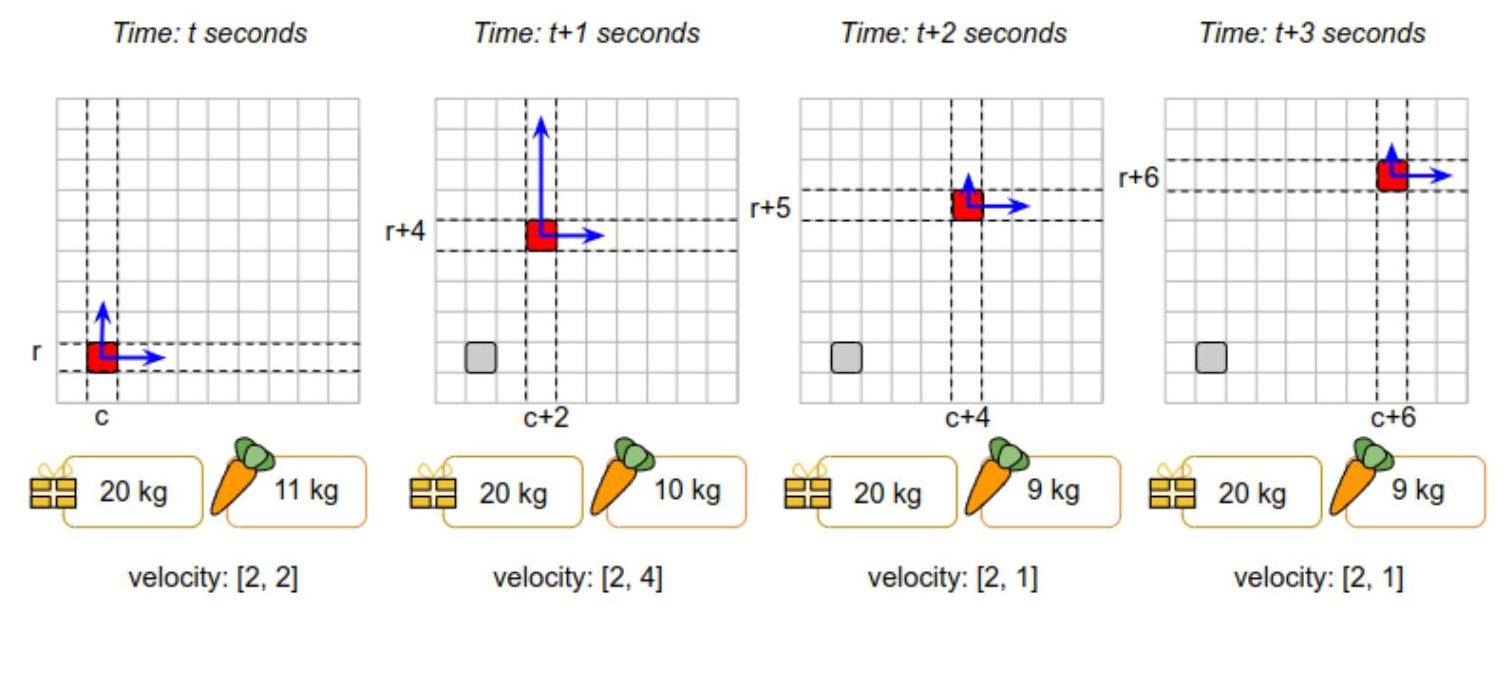 Time: t seconds
Time: t+1 seconds
Time: t+2 seconds
Time: t+3 seconds
r+6
r+5
r+4
r
c
c+2
c+4
c+6
20 kg
11 kg
20 kg
10 kg
20 kg
9 kg
20 kg
9 kg
velocity: [2, 2]
velocity: [2, 4]
velocity: [2, 1]
velocity: [2, 1]